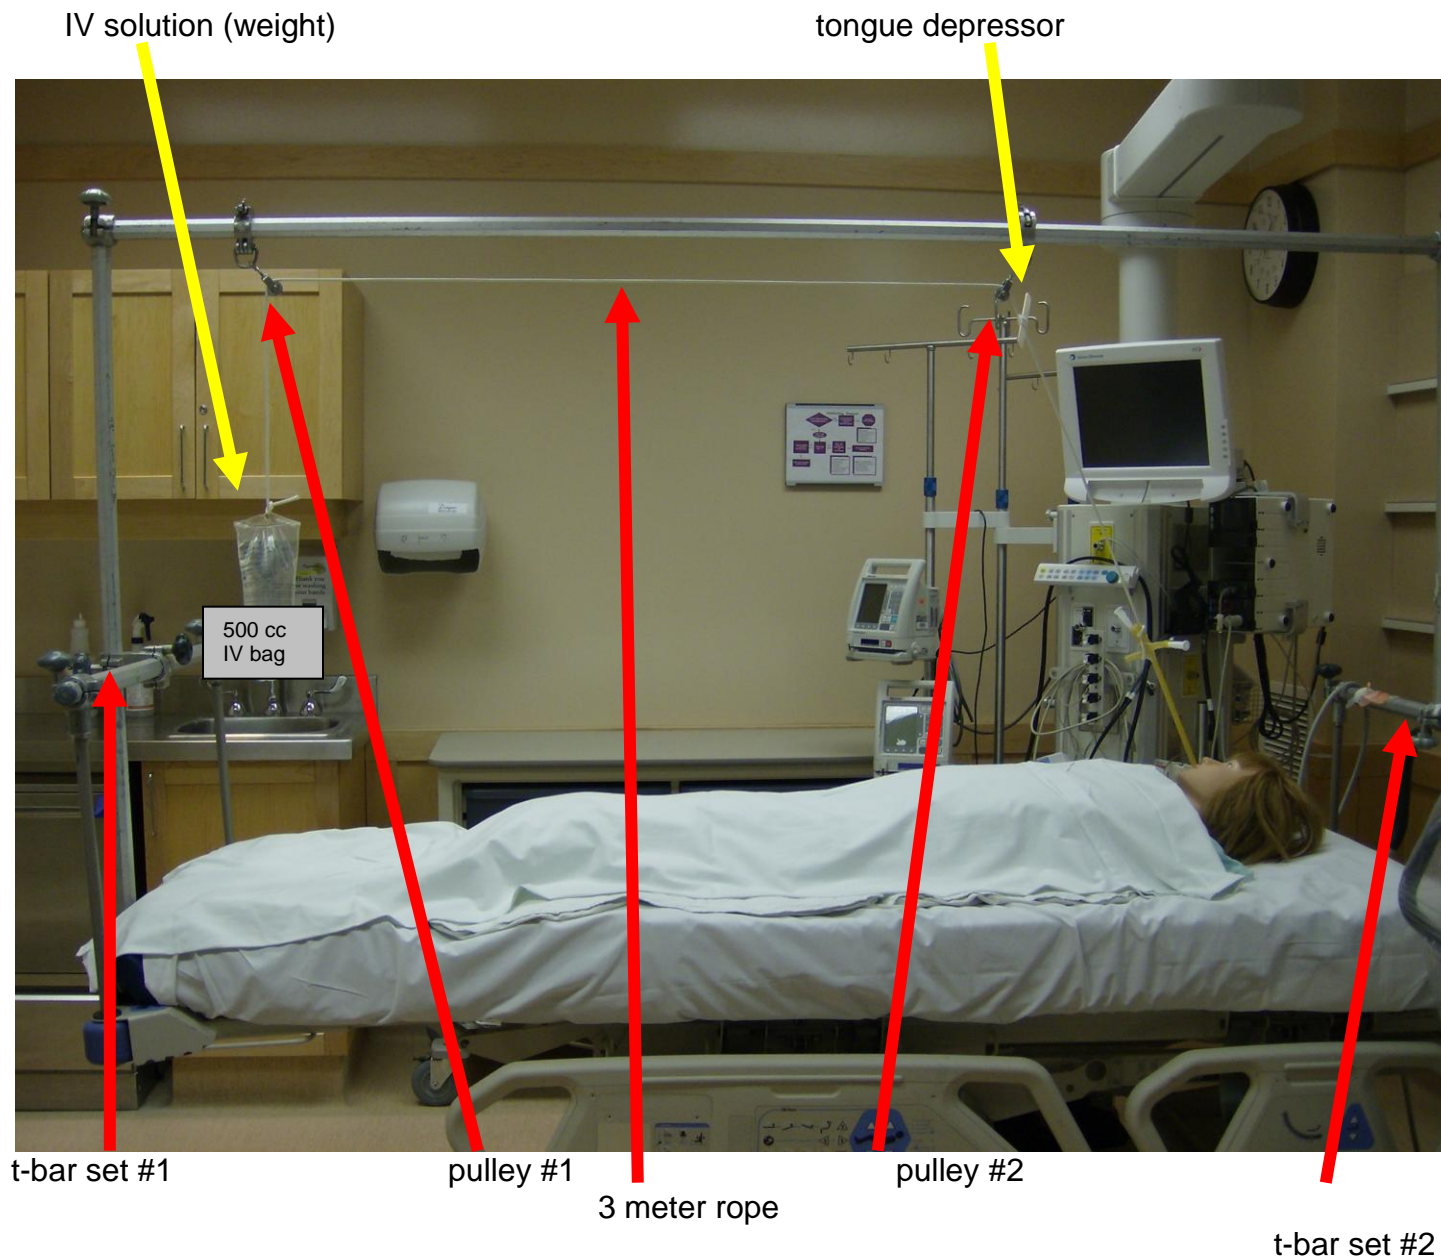 IV solution (weight)
tongue depressor
500 cc
IV bag
t-bar set #1
pulley #1
pulley #2
3 meter rope
t-bar set #2